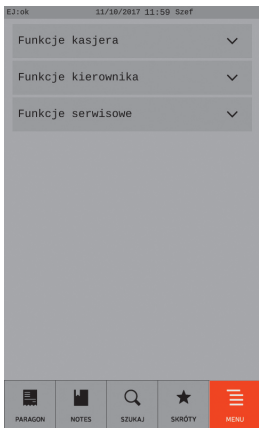 EJ:ok 11/10/2017 11:59 Szef
Funkcje kasjera
Funkcje kierownika
Funkcje serwisowe
PARAGON NOTES SZUKAJ SKRÓTY MENU